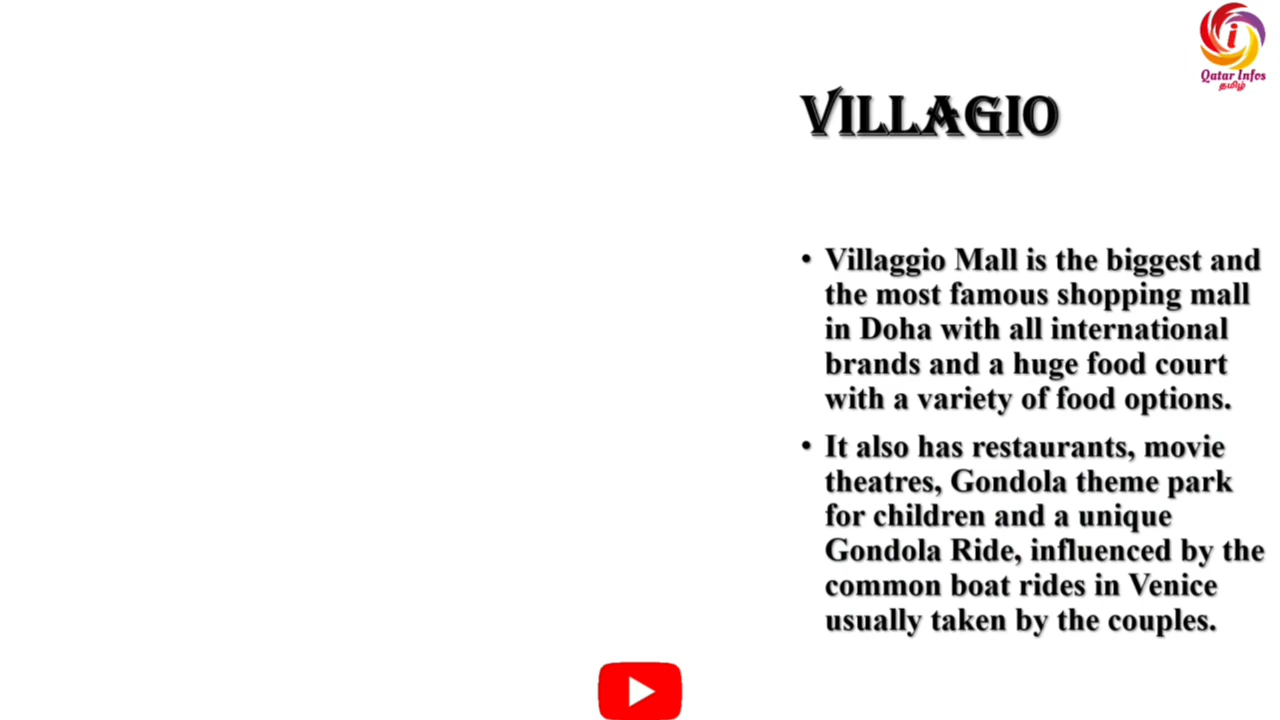 i
Qatar Infos
தமிழ்
VILLAGIO
• Villaggio Mall is the biggest and
the most famous shopping mall
in Doha with all international
brands and a huge food court
with a variety of food options.
• It also has restaurants, movie
theatres, Gondola theme park
for children and a unique
Gondola Ride, influenced by the
common boat rides in Venice
usually taken by the couples.